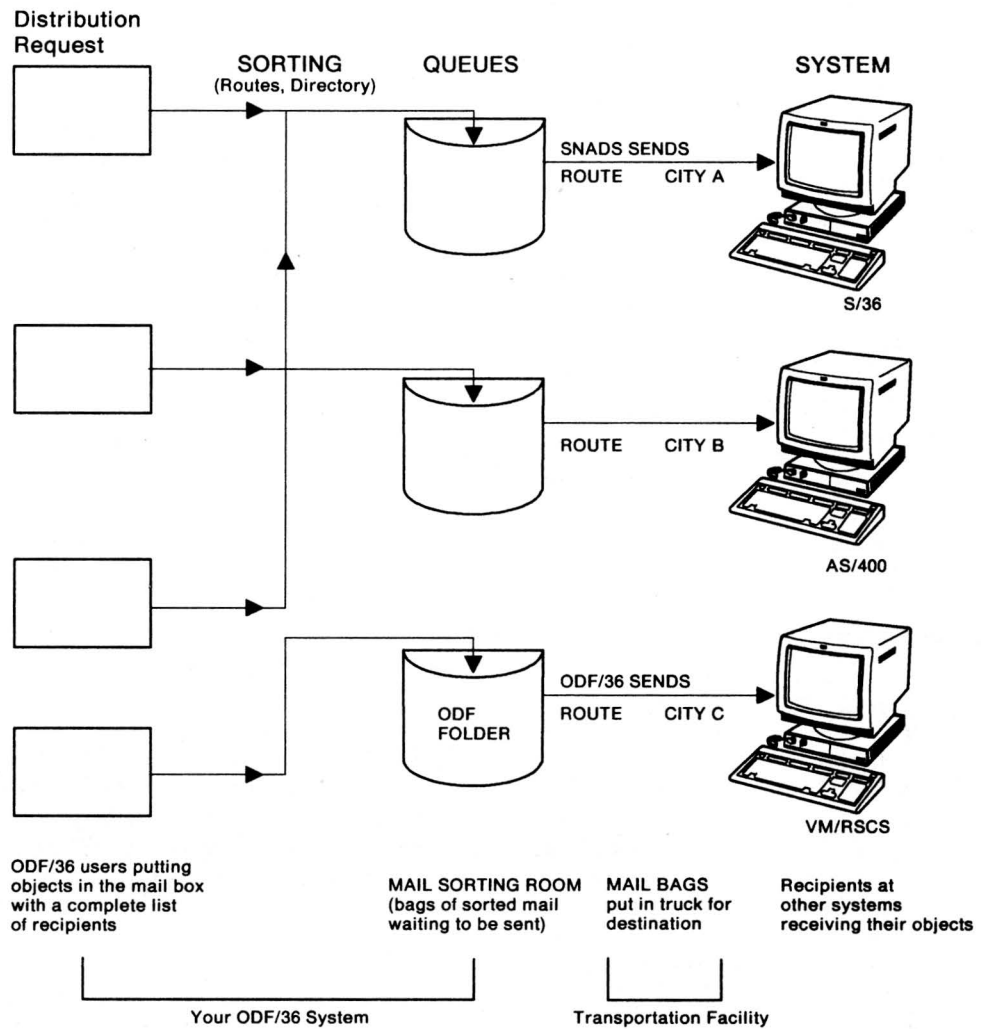 Distribution
Request
SORTING
(Routes, Directory)
QUEUES
SYSTEM
SNADS SENDS
ROUTE CITY A
S/36
ROUTE CITY B
AS/400
ODF/36 SENDS
ROUTE CITY C
ODF
FOLDER
VM/RSCS
ODF/36 users putting
objects in the mail box
with a complete list
of recipients
MAIL SORTING ROOM
(bags of sorted mail
waiting to be sent)
MAIL BAGS
put in truck for
destination
Recipients at
other systems
receiving their objects
Your ODF/36 System
Transportation Facility